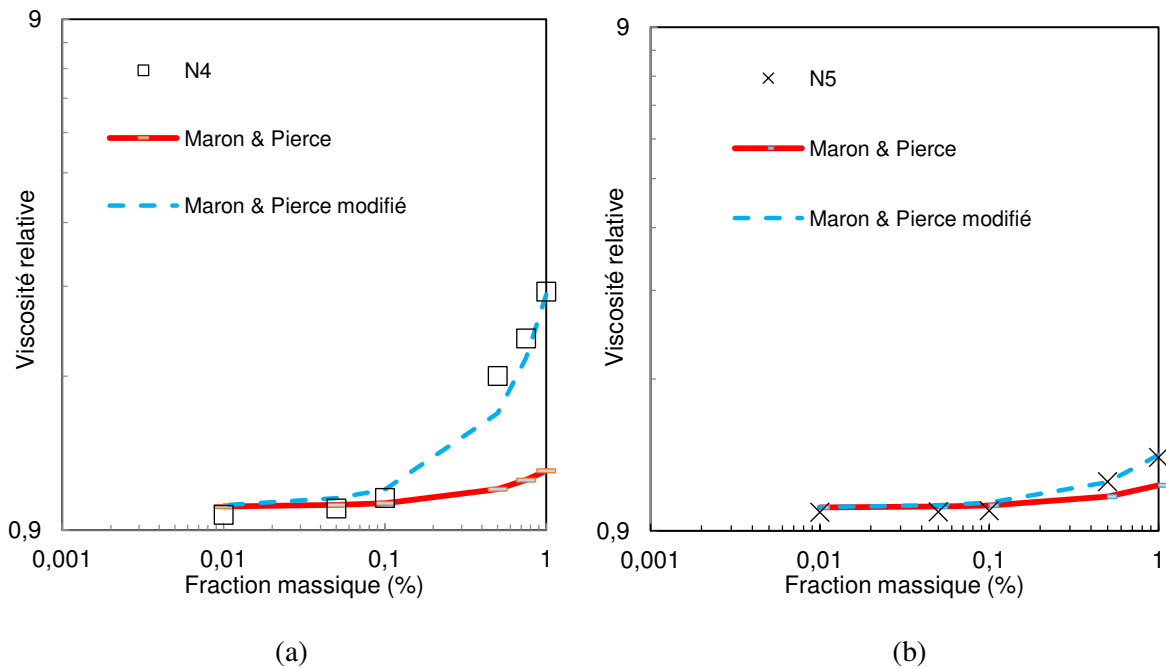 9
N4
Maron & Pierce
Maron & Pierce modifié
Viscosité relative
0,9
0,001
0,01
0,1
1
Fraction massique (%)
(a)
9
N5
Maron & Pierce
Maron & Pierce modifié
Viscosité relative
0,9
0,001
0,01
0,1
1
Fraction massique (%)
(b)